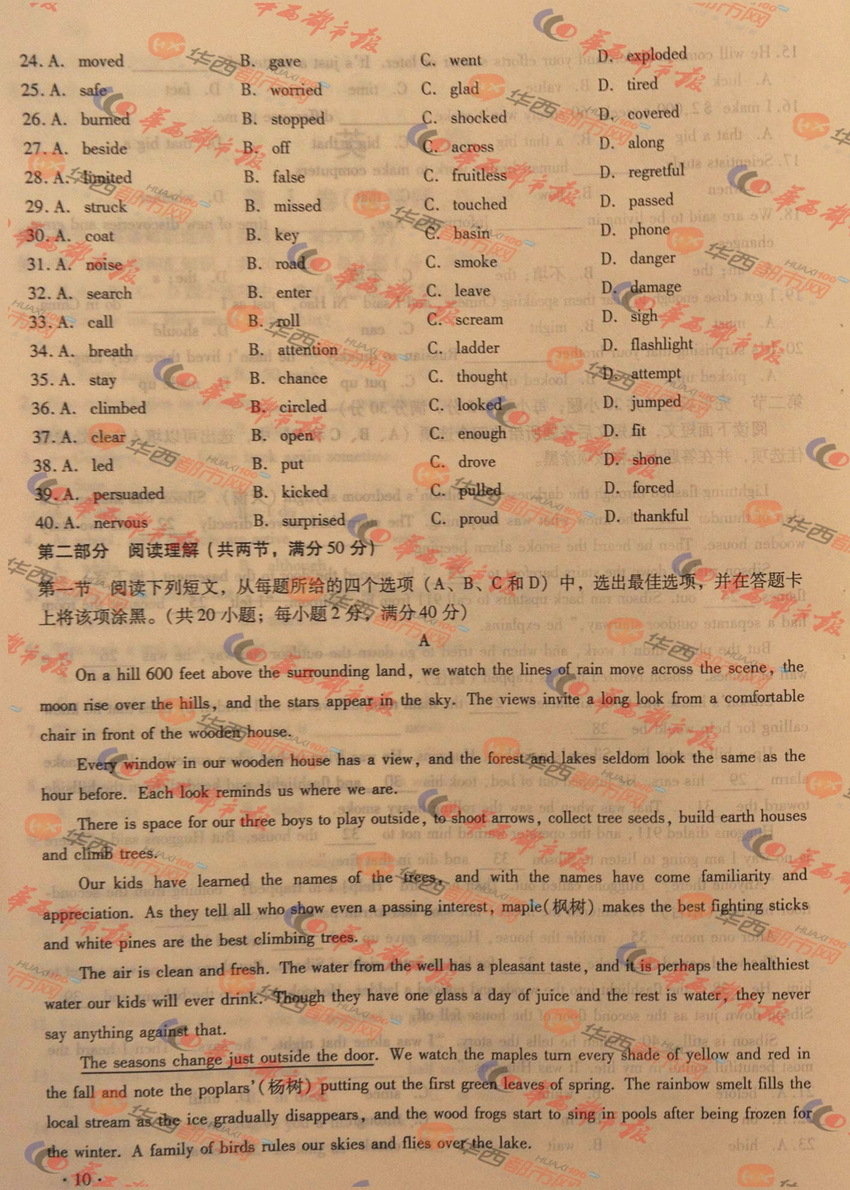 24. A. moved B. gave C. went D. exploded
25. A. safe B. worried C. glad D. tired
26. A. burned B. stopped C. shocked D. covered
27. A. beside B. off C. across D. along
28. A. limited B. false C. fruitless D. regretful
29. A. struck B. missed C. touched D. passed
30. A. coat B. key C. basin D. phone
31. A. noise B. road C. smoke D. danger
32. A. search B. enter C. leave D. damage
33. A. call B. roll C. scream D. sigh
34. A. breath B. attention C. ladder D. flashlight
35. A. stay B. chance C. thought D. attempt
36. A. climbed B. circled C. looked D. jumped
37. A. clear B. open C. enough D. fit
38. A. led B. put C. drove D. shone
39. A. persuaded B. kicked C. pulled D. forced
40. A. nervous B. surprised C. proud D. thankful
第二部分 阅读理解(共两节，满分50分)
第一节 阅读下列短文，从每题所给的四个选项(A、B、C和D)中，选出最佳选项，并在答题卡
上将该项涂黑。(共20小题；每小题2分，满分40分)
A
On a hill 600 feet above the surrounding land, we watch the lines of rain move across the scene, the
moon rise over the hills, and the stars appear in the sky. The views invite a long look from a comfortable
chair in front of the wooden house.
Every window in our wooden house has a view, and the forest and lakes seldom look the same as the
hour before. Each look reminds us where we are.
There is space for our three boys to play outside, to shoot arrows, collect tree seeds, build earth houses
and climb trees.
Our kids have learned the names of the trees, and with the names have come familiarity and
appreciation. As they tell all who show even a passing interest, maple(枫树) makes the best fighting sticks
and white pines are the best climbing trees.
The air is clean and fresh. The water from the well has a pleasant taste, and it is perhaps the healthiest
water our kids will ever drink. Though they have one glass a day of juice and the rest is water, they never
say anything against that.
The seasons change just outside the door. We watch the maples turn every shade of yellow and red in
the fall and note the poplars'(杨树) putting out the first green leaves of spring. The rainbow smelt fills the
local stream as the ice gradually disappears, and the wood frogs start to sing in pools after being frozen for
the winter. A family of birds rules our skies and flies over the lake.
·10·
华西都市报
华西都市网
HUAXI100